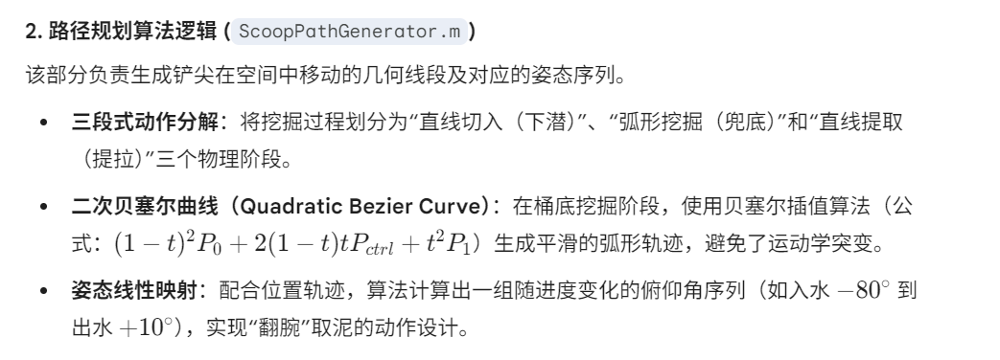 2. 路径规划算法逻辑 (ScoopPathGenerator.m)
该部分负责生成铲尖在空间中移动的几何线段及对应的姿态序列。
• 三段式动作分解：将挖掘过程划分为“直线切入（下潜）”、“弧形挖掘（兜底）”和“直线提取
（提拉）”三个物理阶段。
• 二次贝塞尔曲线（Quadratic Bezier Curve）：在桶底挖掘阶段，使用贝塞尔插值算法（公
式：$(1-t)^2P_0+2(1-t)tP_{ctrl}+t^2P_1$）生成平滑的弧形轨迹，避免了运动学突变。
• 姿态线性映射：配合位置轨迹，算法计算出一组随进度变化的俯仰角序列（如入水 −80° 到
出水 +10°），实现“翻腕”取泥的动作设计。